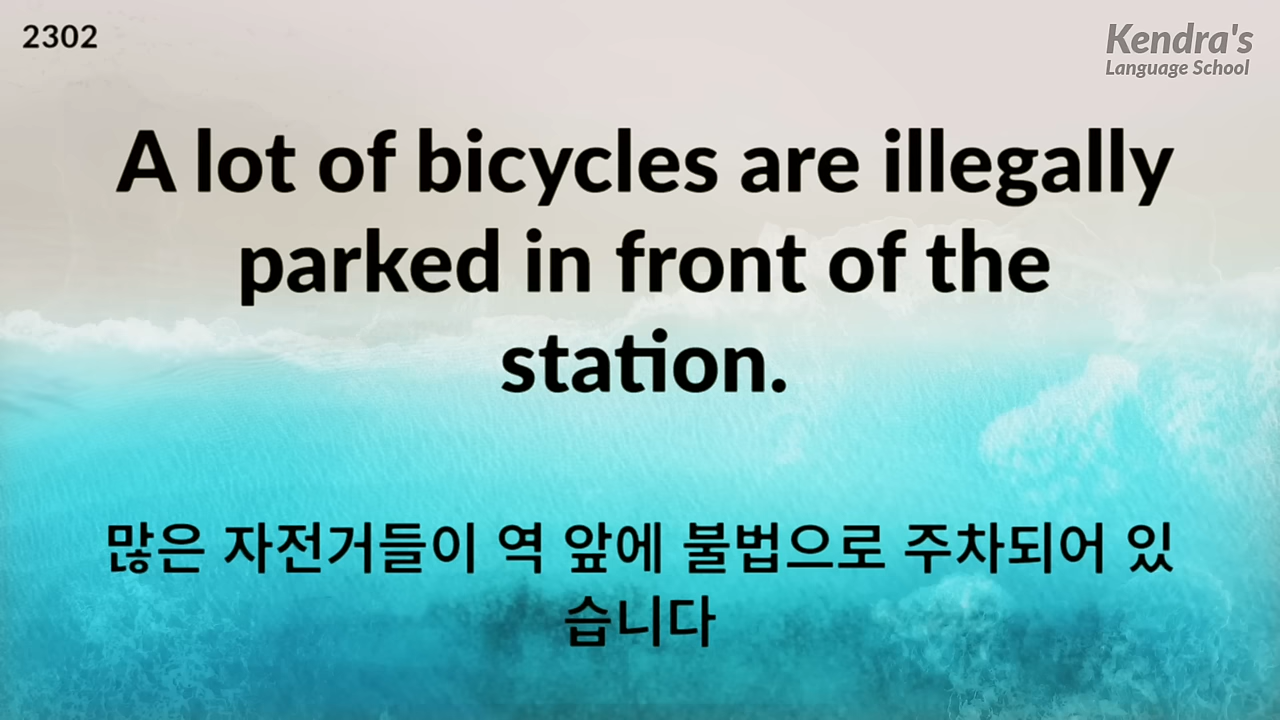 2302
Kendra's
Language School
A lot of bicycles are illegally
parked in front of the
station.
많은 자전거들이 역 앞에 불법으로 주차되어 있
습니다